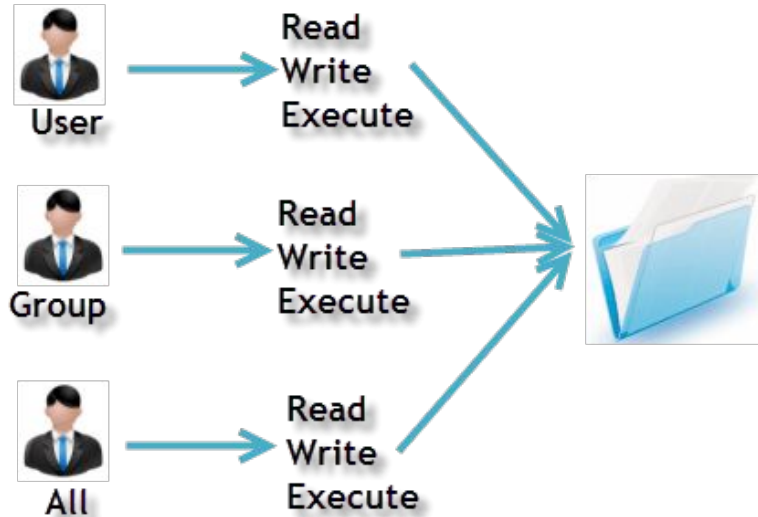 Read
Write
Execute
User
Read
Write
Execute
Group
Read
Write
Execute
All